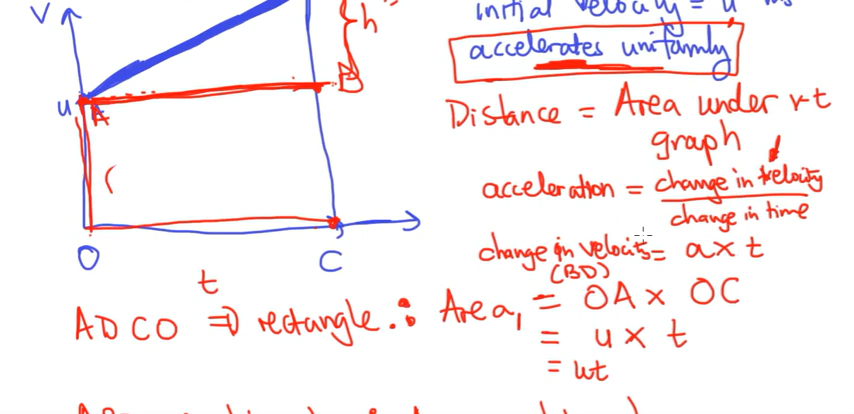 V
h
initial velocity = u
accelerates uniformly
u
A
B
Distance = Area under v-t
graph
acceleration = change in velocity
change in time
change in velocity = a x t
(BD)
O
C
t
ADCO ⇒ rectangle ∴ Area₁ = OA x OC
= u x t
= ut